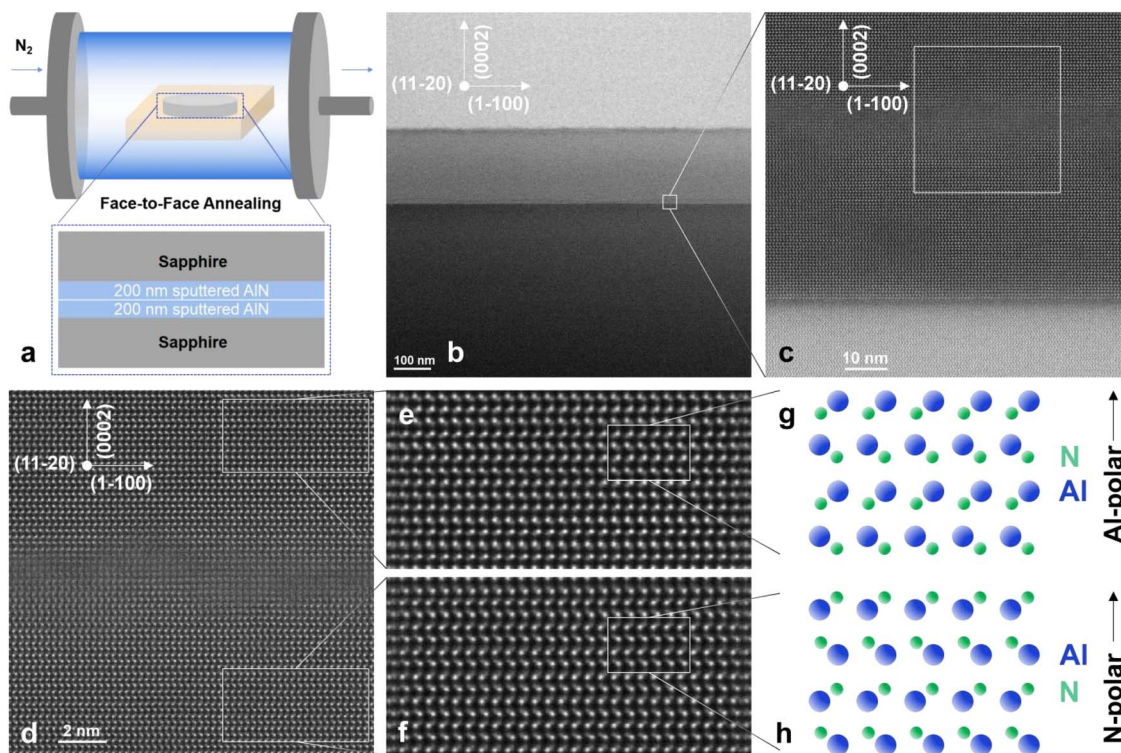 N₂
Face-to-Face Annealing
Sapphire
200 nm sputtered AlN
200 nm sputtered AlN
Sapphire
a
(0002)
(11-20)
(1-100)
100 nm
b
(0002)
(11-20)
(1-100)
10 nm
c
(0002)
(11-20)
(1-100)
2 nm
d
e
f
g
N
Al
Al-polar
h
Al
N
N-polar